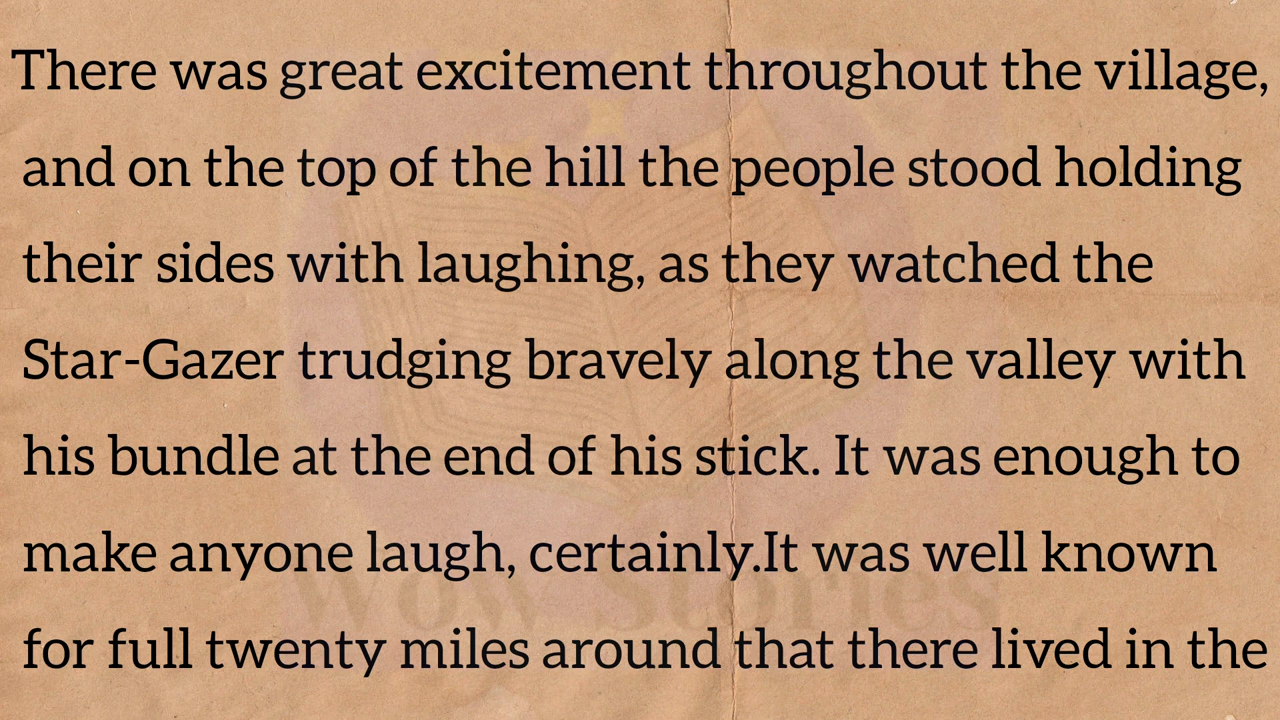 There was great excitement throughout the village,
and on the top of the hill the people stood holding
their sides with laughing, as they watched the
Star-Gazer trudging bravely along the valley with
his bundle at the end of his stick. It was enough to
make anyone laugh, certainly.It was well known
for full twenty miles around that there lived in the
Wow Stories